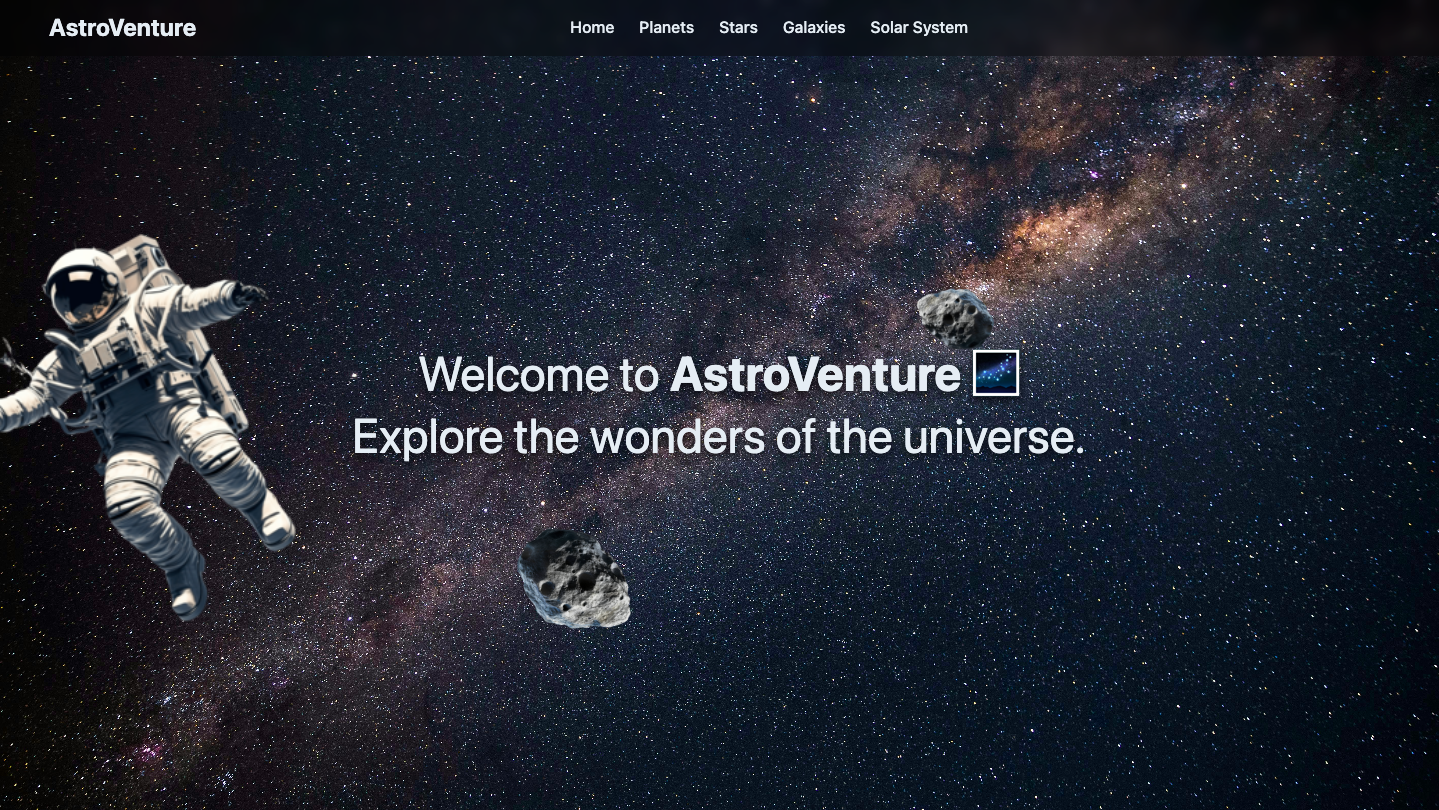 AstroVenture
Home Planets Stars Galaxies Solar System
Welcome to AstroVenture 🌌
Explore the wonders of the universe.